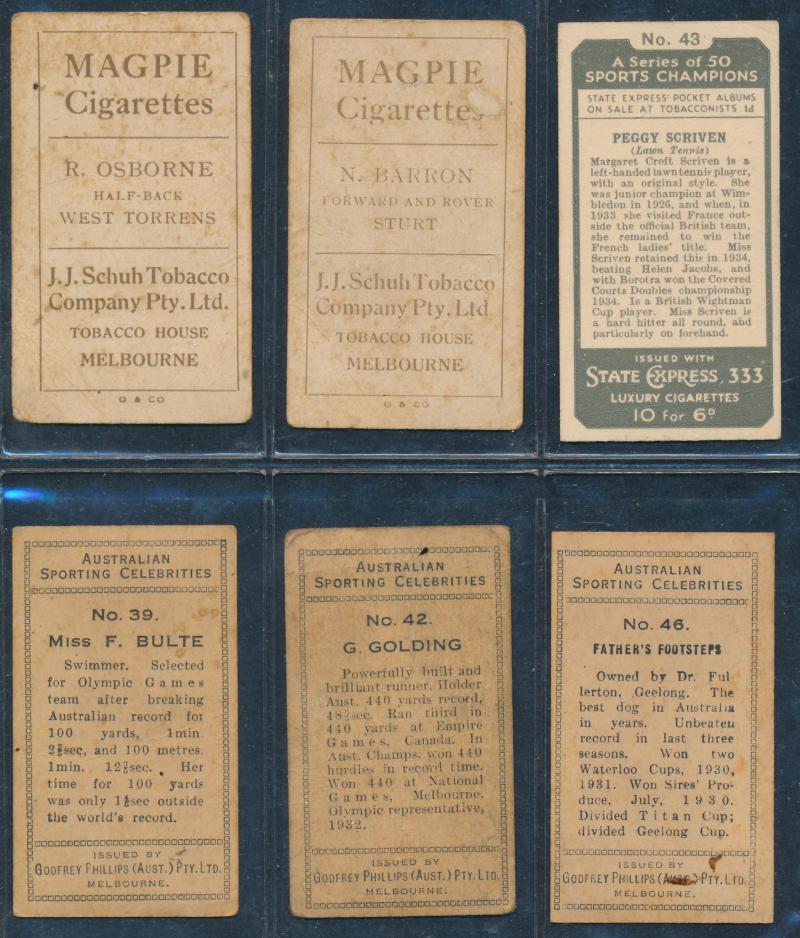 MAGPIE
Cigarettes
R. OSBORNE
HALF-BACK
WEST TORRENS
J.J. Schuh Tobacco
Company Pty. Ltd.
TOBACCO HOUSE
MELBOURNE
O & CO
MAGPIE
Cigarettes
N. BARRON
FORWARD AND ROVER
STURT
J.J. Schuh Tobacco
Company Pty. Ltd
TOBACCO HOUSE
MELBOURNE
O & CO
No. 43
A Series of 50
SPORTS CHAMPIONS
STATE EXPRESS POCKET ALBUMS
ON SALE AT TOBACCONISTS 1d
PEGGY SCRIVEN
(Lawn Tennis)
Margaret Croft Scriven is a
left-handed lawn tennis player,
with an original style. She
was junior champion at Wim-
bledon in 1926, and when, in
1933 she visited France out-
side the official British team,
she remained to win the
French ladies' title. Miss
Scriven retained this in 1934,
beating Helen Jacobs, and
with Borotra won the Covered
Courts Doubles championship
1934. Is a British Wightman
Cup player. Miss Scriven is
a hard hitter all round, and
particularly on forehand.
ISSUED WITH
STATE EXPRESS, 333
LUXURY CIGARETTES
10 for 6D
AUSTRALIAN
SPORTING CELEBRITIES
No. 39.
MISS F. BULTE
Swimmer. Selected
for Olympic Games
team after breaking
Australian record for
100 yards, 1min.
sec, and 100 metres.
1min. sec. Her
time for 100 yards
was only sec outside
the world's record.
ISSUED BY
GODFREY PHILLIPS (AUST.) PTY. LTD.
MELBOURNE.
AUSTRALIAN
SPORTING CELEBRITIES
No. 42.
G. GOLDING
Powerfully built and
brilliant runner. Holder
Aust. 440 yards record,
sec. Ran third in
440 yards at Empire
Games, Canada. In
Aust. Champs. won 440
hurdles in record time.
Won 440 at National
Games, Melbourne.
Olympic representative,
1932.
ISSUED BY
GODFREY PHILLIPS (AUST.) PTY. LTD.
MELBOURNE.
AUSTRALIAN
SPORTING CELEBRITIES
No. 46.
FATHER'S FOOTSTEPS
Owned by Dr. Ful
lerton, Geelong. The
best dog in Australia
in years. Unbeaten
record in last three
seasons. Won two
Waterloo Cups, 1930,
1931. Won Sires' Pro-
duce, July, 1930.
Divided Titan Cup;
divided Geelong Cup.
ISSUED BY
GODFREY PHILLIPS (AUST.) PTY. LTD.
MELBOURNE.